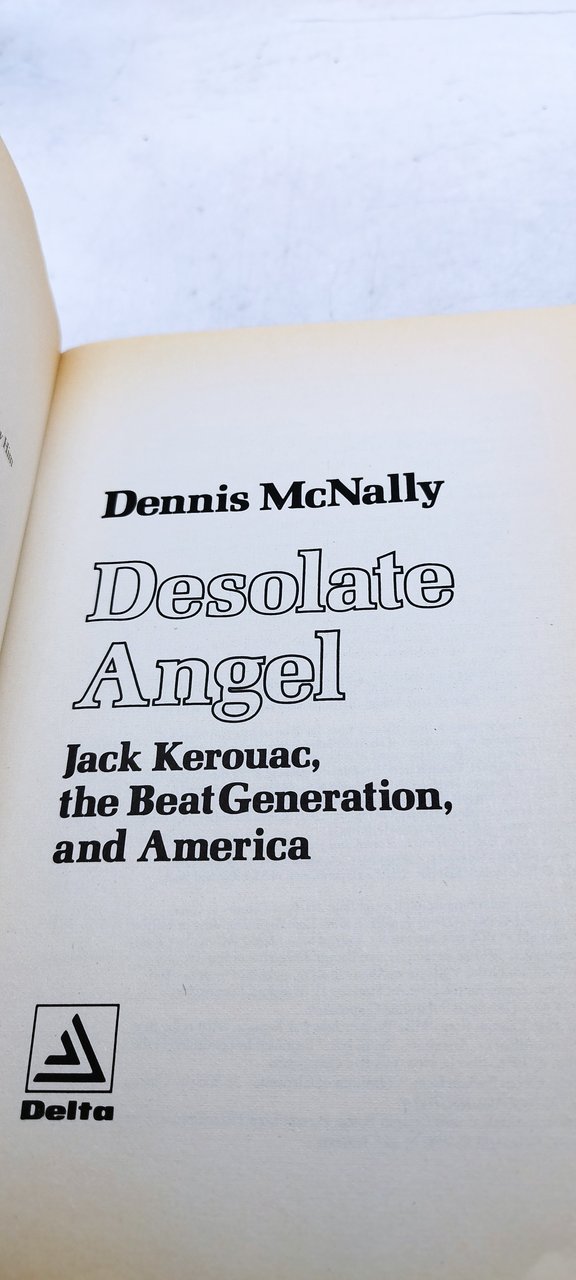 Dennis McNally
Desolate
Angel
Jack Kerouac,
the Beat Generation,
and America
Delta